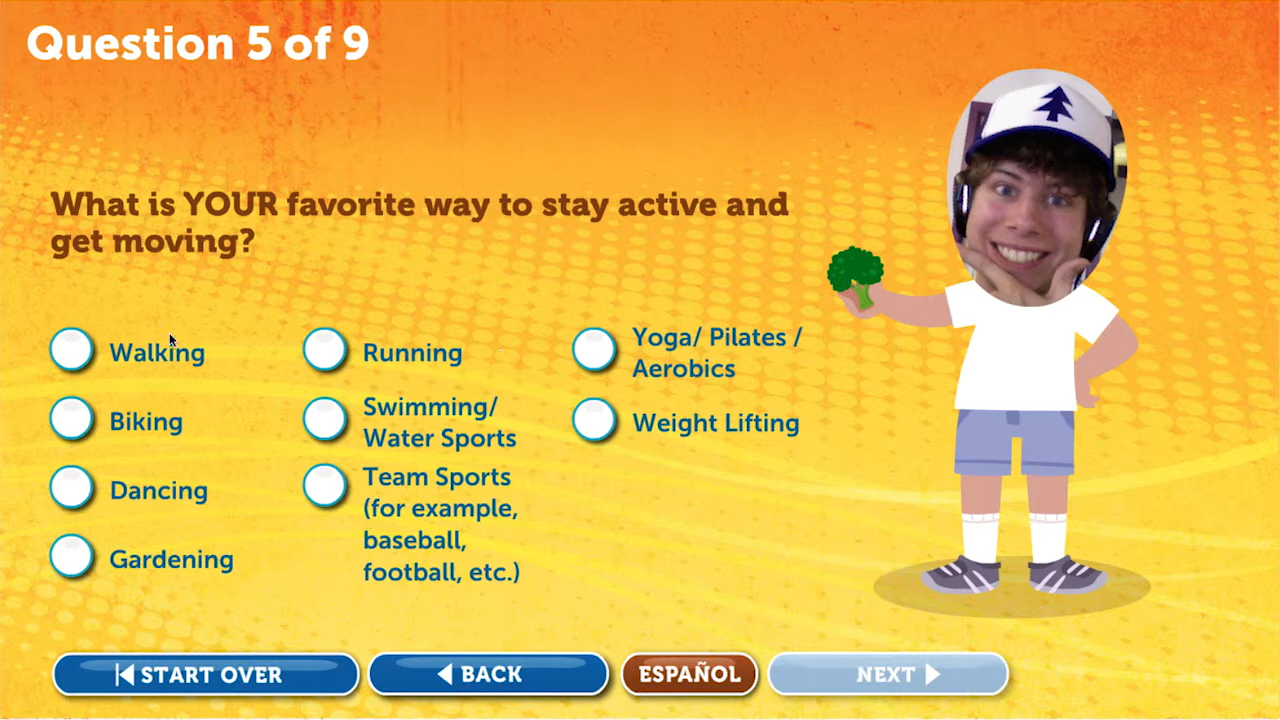 Question 5 of 9
What is YOUR favorite way to stay active and
get moving?
Walking
Biking
Dancing
Gardening
Running
Swimming/
Water Sports
Team Sports
(for example,
baseball,
football, etc.)
Yoga/ Pilates /
Aerobics
Weight Lifting
START OVER
BACK
ESPAÑOL
NEXT